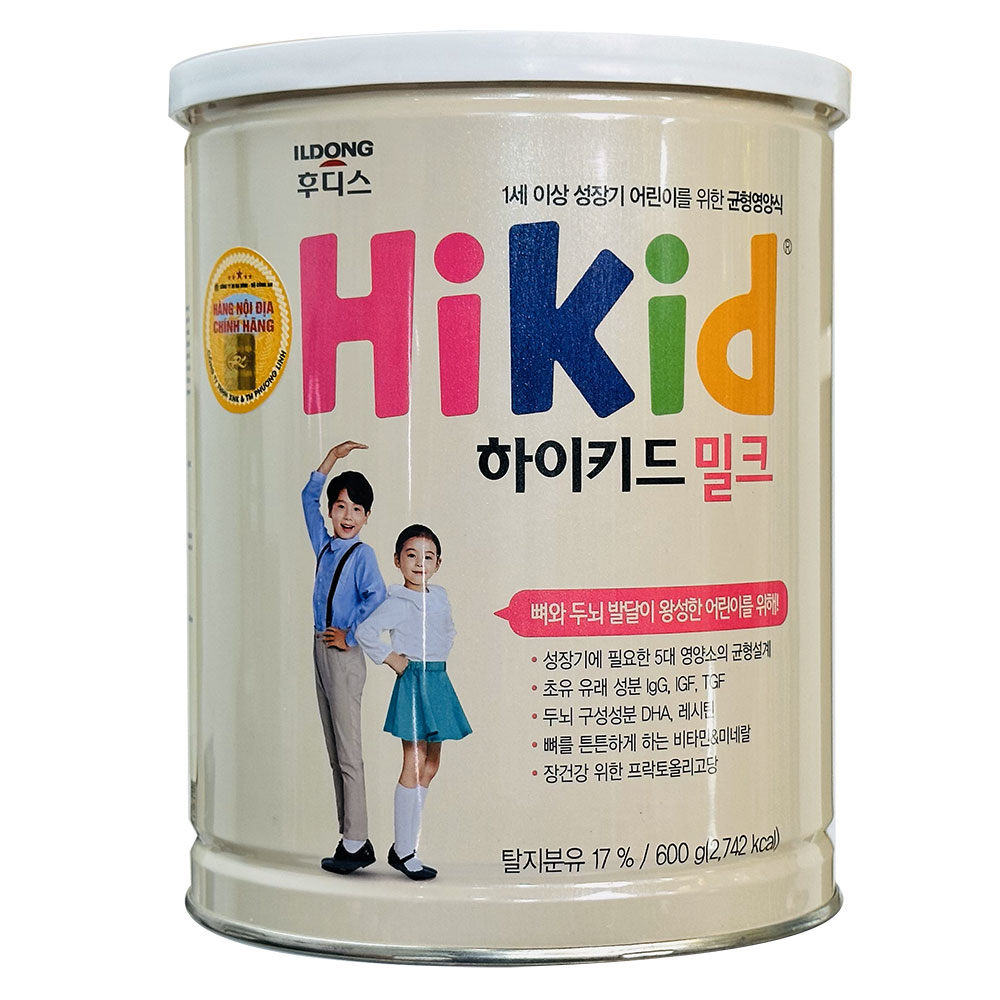 ILDONG
후디스
1세 이상 성장기 어린이를 위한 균형영양식
Hikid®
HÀNG NỘI ĐỊA
CHÍNH HÃNG
XNK & TM PHƯƠNG LINH
하이키드 밀크
뼈와 두뇌 발달이 왕성한 어린이를 위해!
• 성장기에 필요한 5대 영양소의 균형설계
• 초유 유래 성분 IgG, IGF, TGF
• 두뇌 구성성분 DHA, 레시틴
• 뼈를 튼튼하게 하는 비타민&미네랄
• 장건강 위한 프락토올리고당
탈지분유 17 % / 600 g(2,742 kcal)